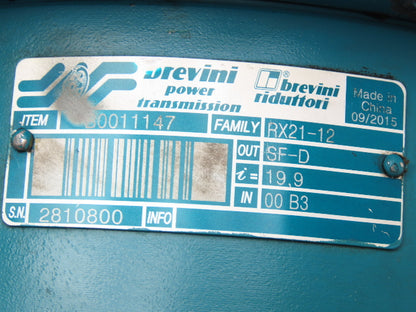 brevini
power
transmission
brevini
riduttori
Made in
China
09/2015
ITEM 0011147
FAMILY RX21-12
OUT SF-D
i = 19,9
IN 00 B3
S.N. 2810800 INFO